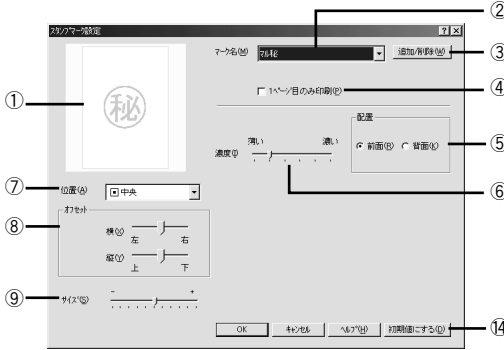 ②
スタンプマーク設定
マーク名(M) マル秘 追加/削除(W) ③
① 秘
1ページ目のみ印刷(P) ④
配置
薄い 濃い
濃度(I) 前面(R) 背面(K) ⑤
⑥
⑦ 位置(A) 中央
オフセット
⑧ 横(X) 左 右
縦(Y) 上 下
⑨ サイズ(S) - +
OK キャンセル ヘルプ(H) 初期値にする(D) ⑭